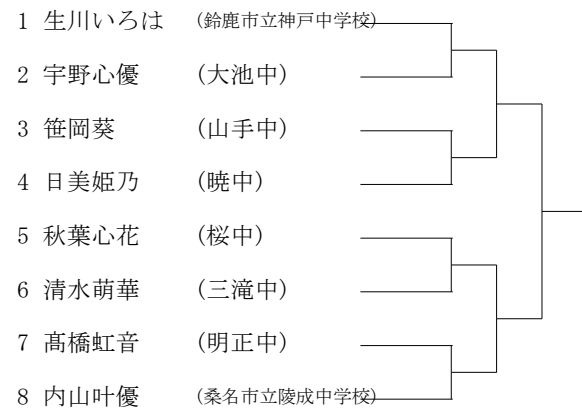 1 生川いろは (鈴鹿市立神戸中学校)
2 宇野心優 (大池中)
3 笹岡葵 (山手中)
4 日美姫乃 (暁中)
5 秋葉心花 (桜中)
6 清水萌華 (三滝中)
7 髙橋虹音 (明正中)
8 内山叶優 (桑名市立陵成中学校)